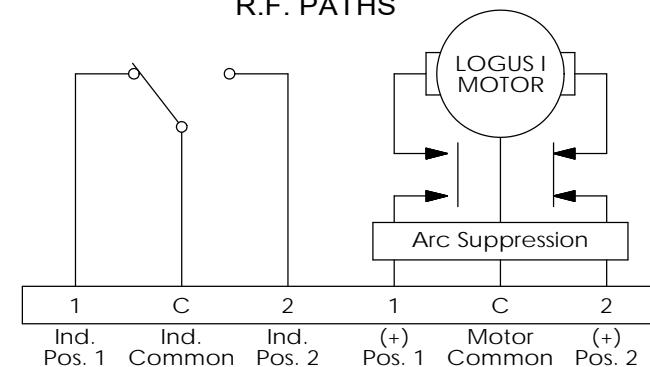 R.F. PATHS
LOGUS I
MOTOR
Arc Suppression
1 C 2 1 C 2
Ind. Ind. Ind. (+) Motor (+)
Pos. 1 Common Pos. 2 Pos. 1 Common Pos. 2